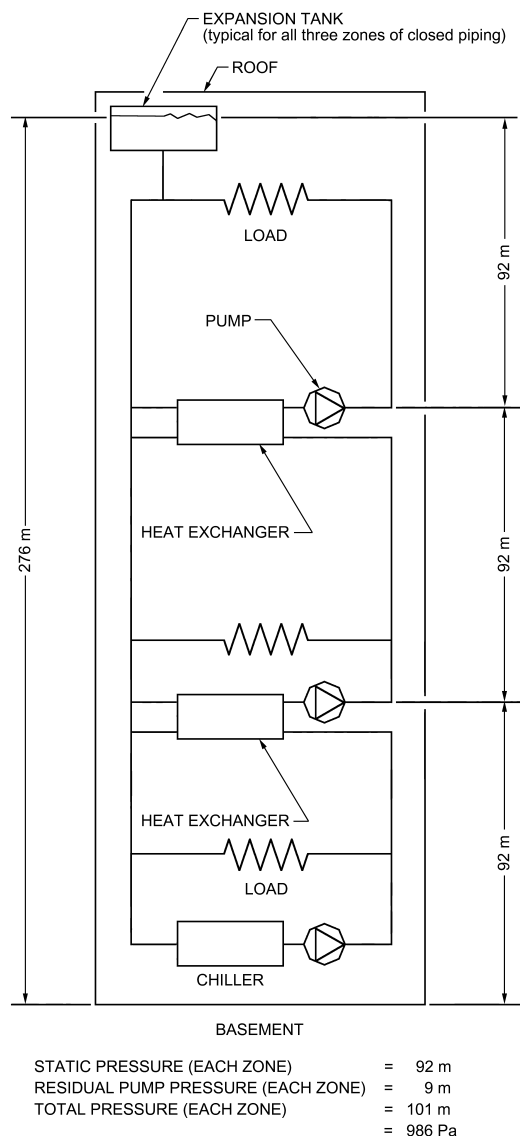 EXPANSION TANK
(typical for all three zones of closed piping)
ROOF
LOAD
92 m
PUMP
HEAT EXCHANGER
276 m
92 m
HEAT EXCHANGER
LOAD
92 m
CHILLER
BASEMENT
STATIC PRESSURE (EACH ZONE) = 92 m
RESIDUAL PUMP PRESSURE (EACH ZONE) = 9 m
TOTAL PRESSURE (EACH ZONE) = 101 m
= 986 Pa